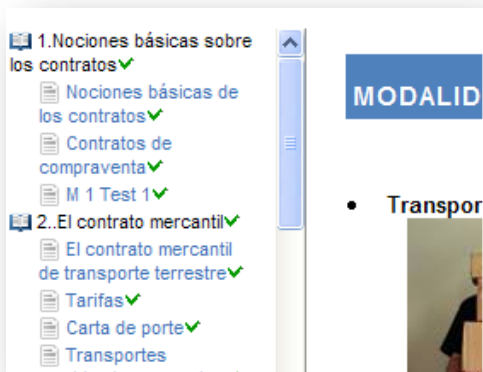 1.Nociones básicas sobre
los contratos
Nociones básicas de
los contratos
Contratos de
compraventa
M 1 Test 1
2..El contrato mercantil
El contrato mercantil
de transporte terrestre
Tarifas
Carta de porte
Transportes
MODALID
Transpor